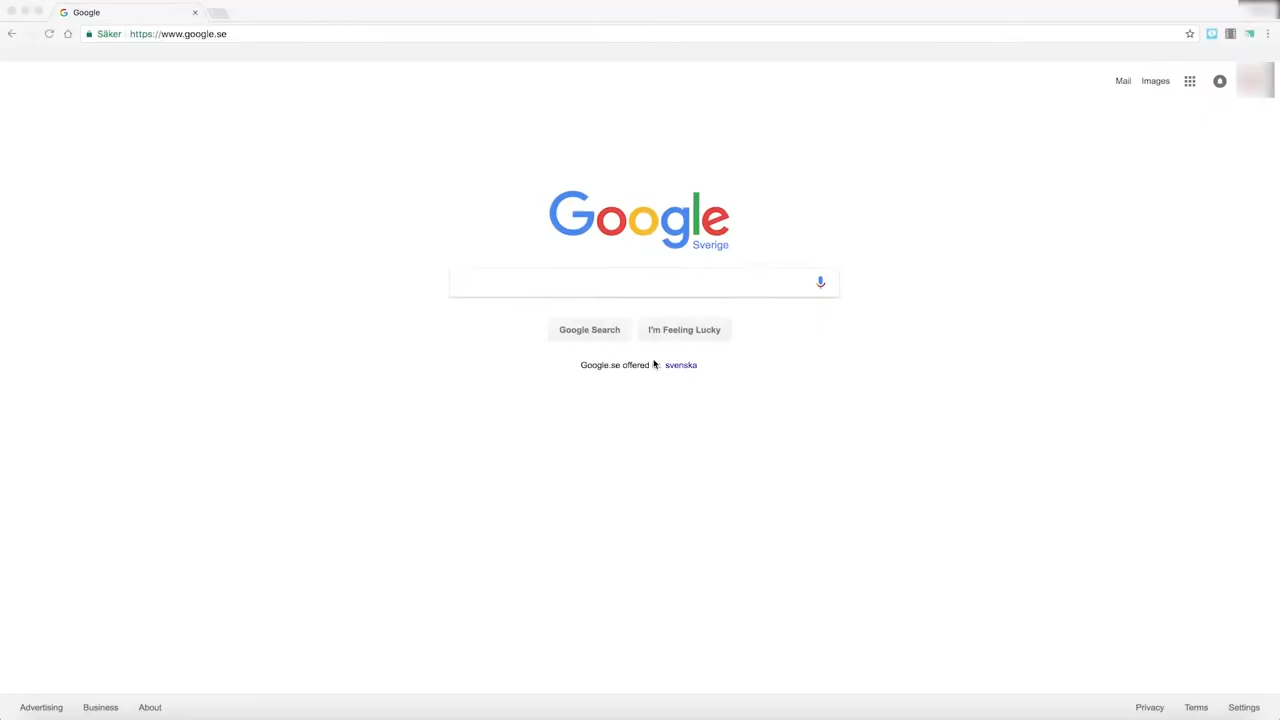 Google
Säker https://www.google.se
Mail Images
Google
Sverige
Google Search I'm Feeling Lucky
Google.se offered svenska
Advertising Business About Privacy Terms Settings